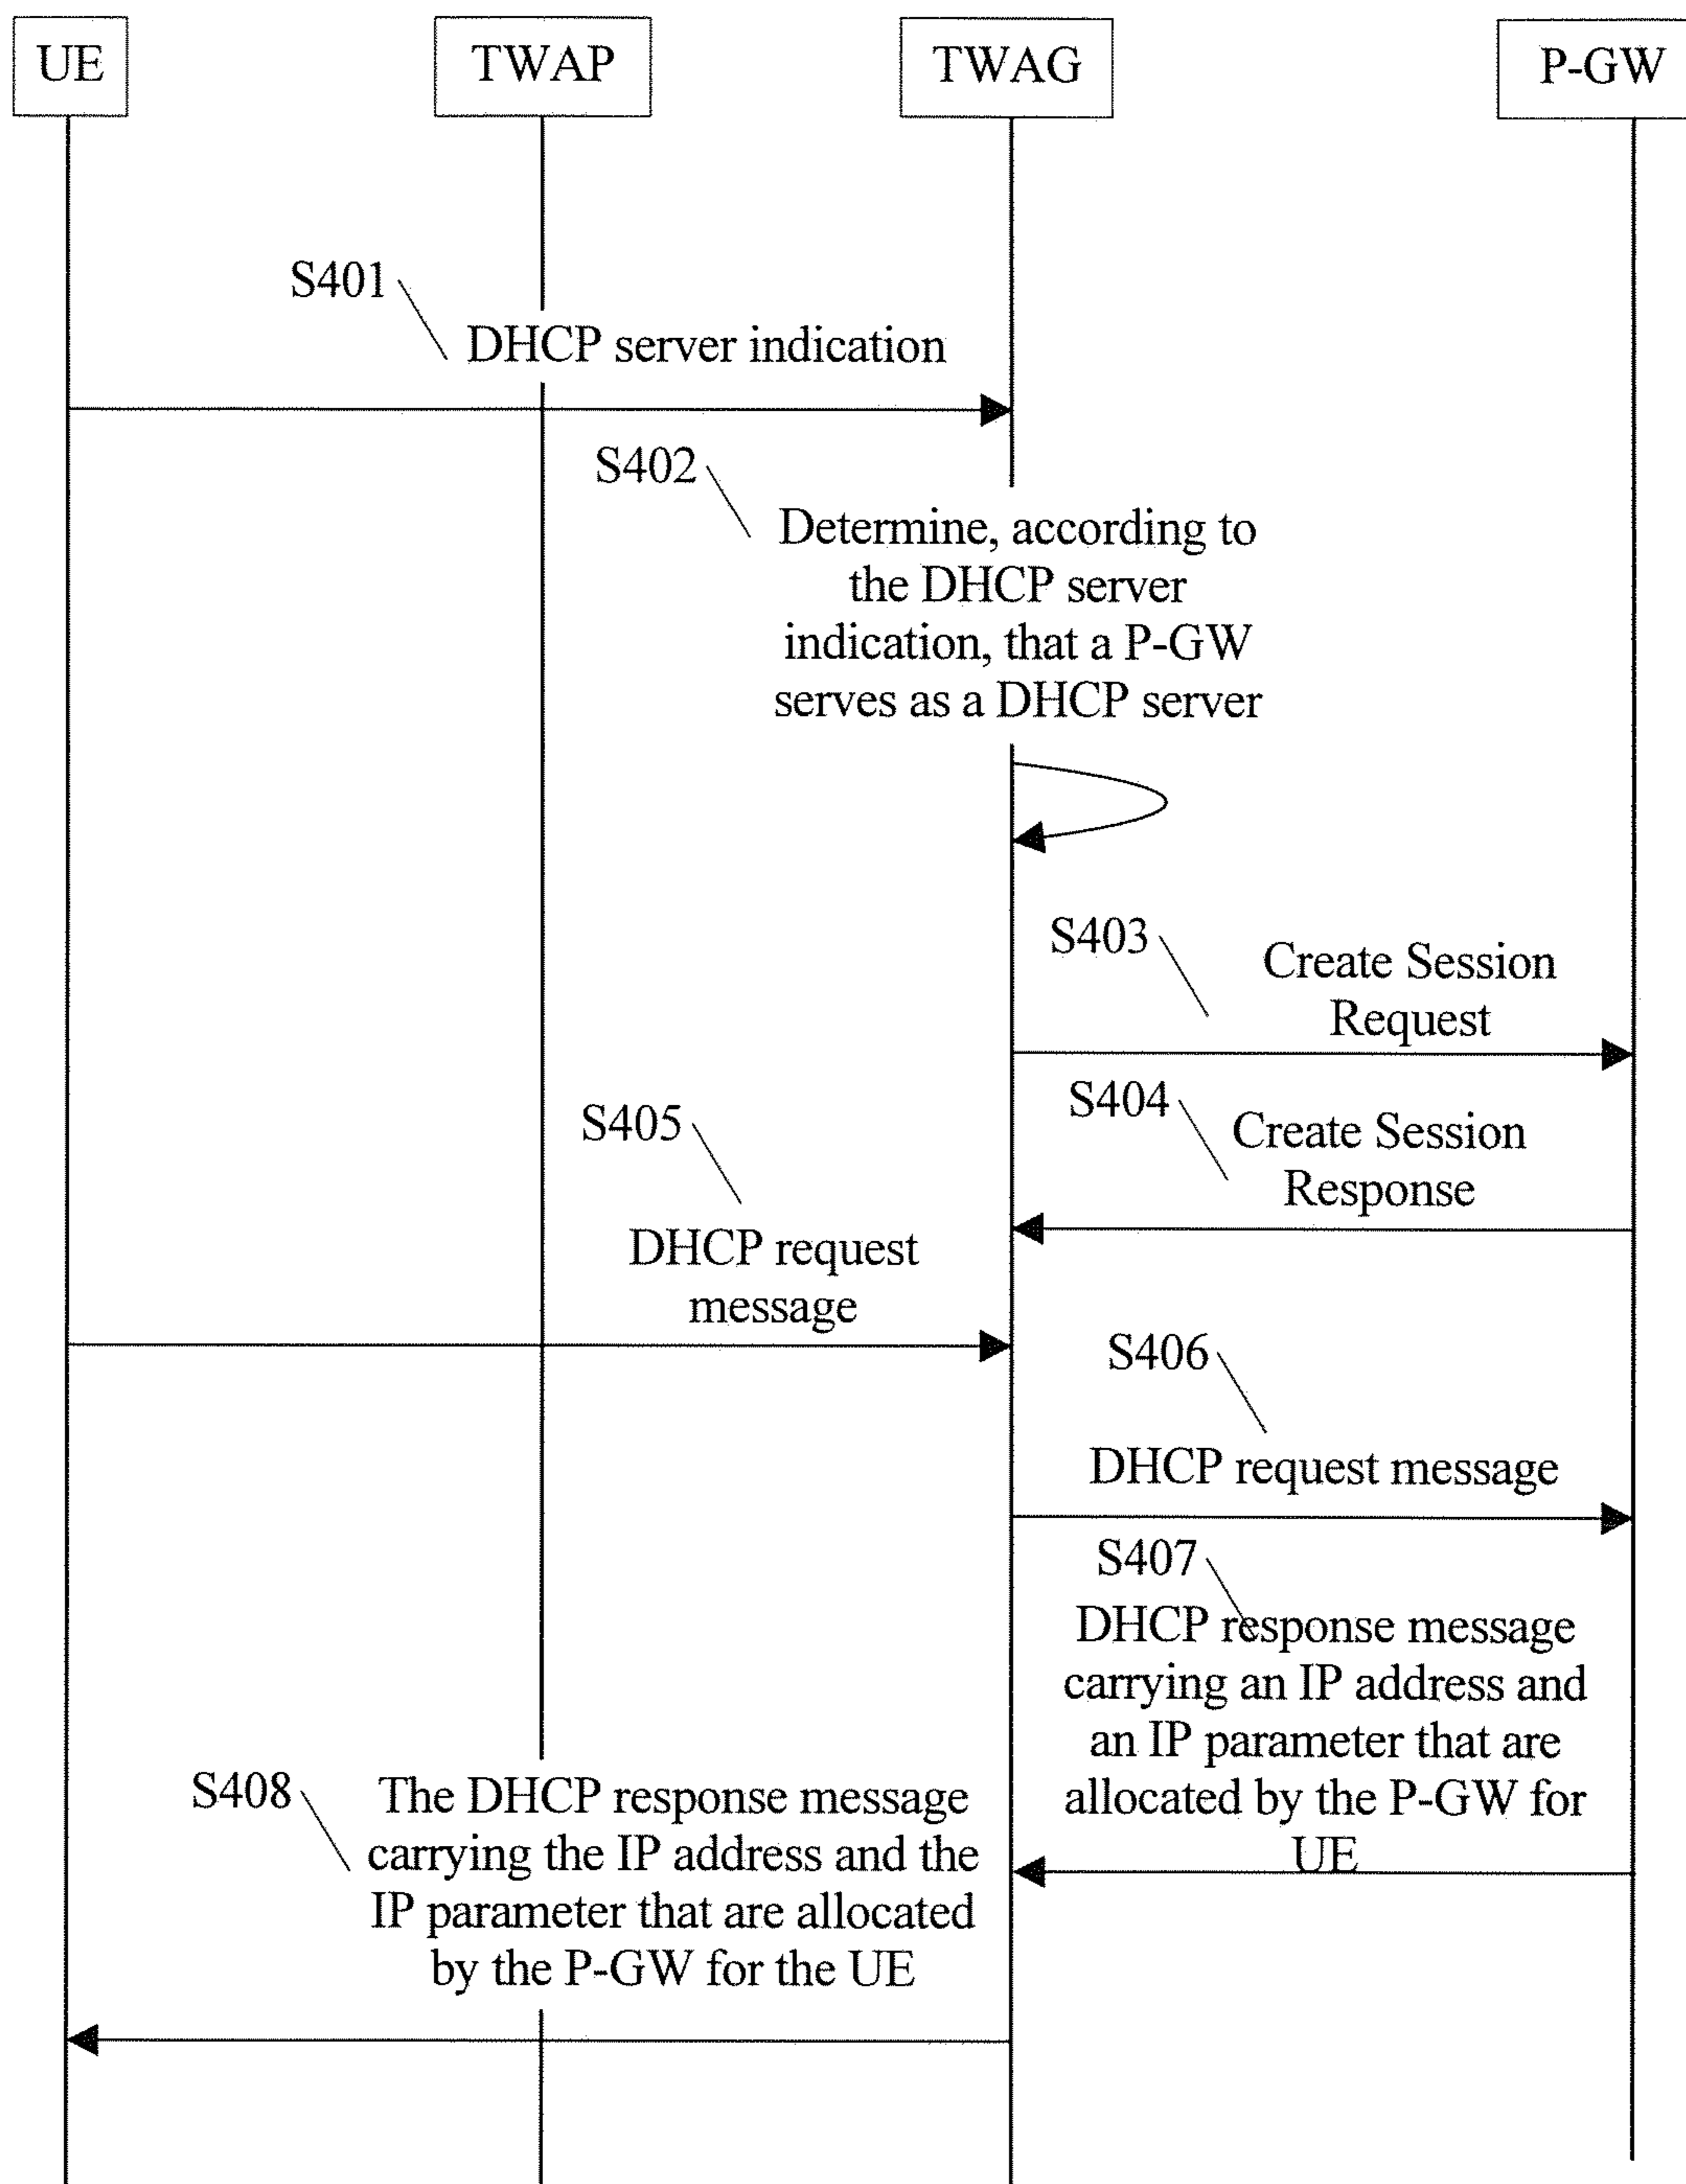 UE
TWAP
TWAG
P-GW
S401
DHCP server indication
S402
Determine, according to
the DHCP server
indication, that a P-GW
serves as a DHCP server
S403
Create Session
Request
S404
Create Session
Response
S405
DHCP request
message
S406
DHCP request message
S407
DHCP response message
carrying an IP address and
an IP parameter that are
allocated by the P-GW for
UE
S408
The DHCP response message
carrying the IP address and the
IP parameter that are allocated
by the P-GW for the UE